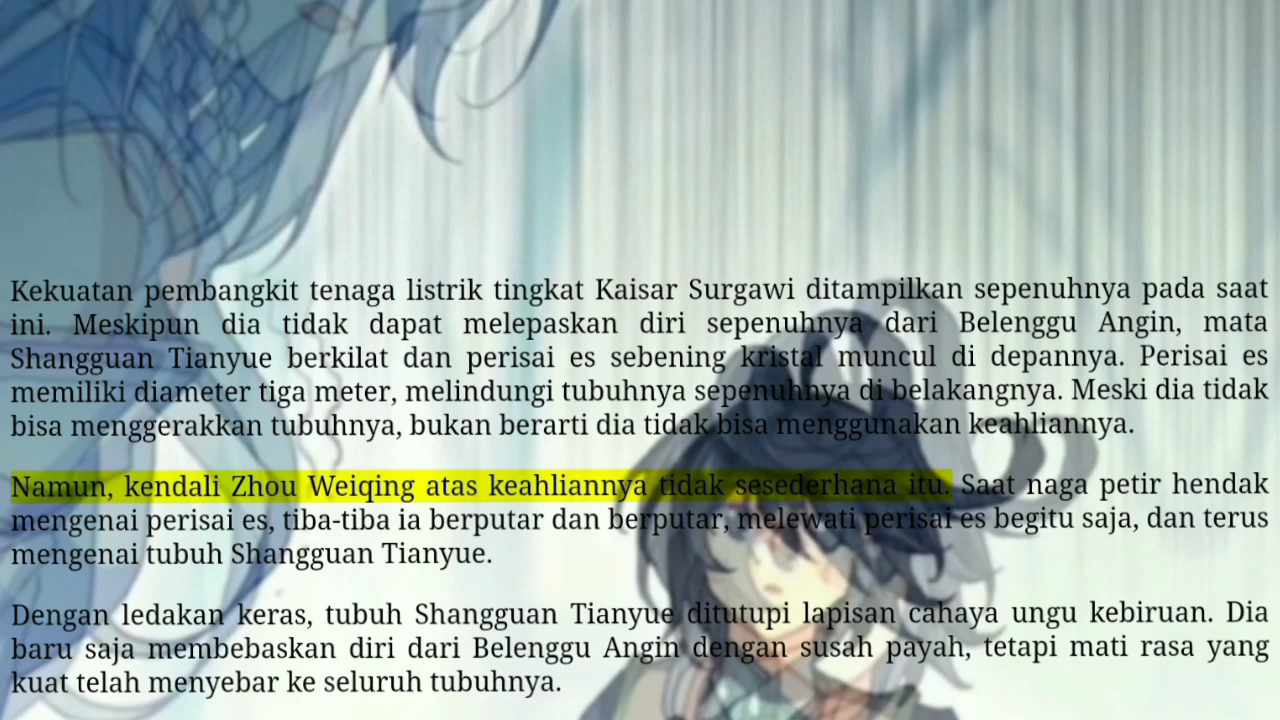 Kekuatan pembangkit tenaga listrik tingkat Kaisar Surgawi ditampilkan sepenuhnya pada saat
ini. Meskipun dia tidak dapat melepaskan diri sepenuhnya dari Belenggu Angin, mata
Shangguan Tianyue berkilat dan perisai es sebening kristal muncul di depannya. Perisai es
memiliki diameter tiga meter, melindungi tubuhnya sepenuhnya di belakangnya. Meski dia tidak
bisa menggerakkan tubuhnya, bukan berarti dia tidak bisa menggunakan keahliannya.
Namun, kendali Zhou Weiqing atas keahliannya tidak sesederhana itu. Saat naga petir hendak
mengenai perisai es, tiba-tiba ia berputar dan berputar, melewati perisai es begitu saja, dan terus
mengenai tubuh Shangguan Tianyue.
Dengan ledakan keras, tubuh Shangguan Tianyue ditutupi lapisan cahaya ungu kebiruan. Dia
baru saja membebaskan diri dari Belenggu Angin dengan susah payah, tetapi mati rasa yang
kuat telah menyebar ke seluruh tubuhnya.